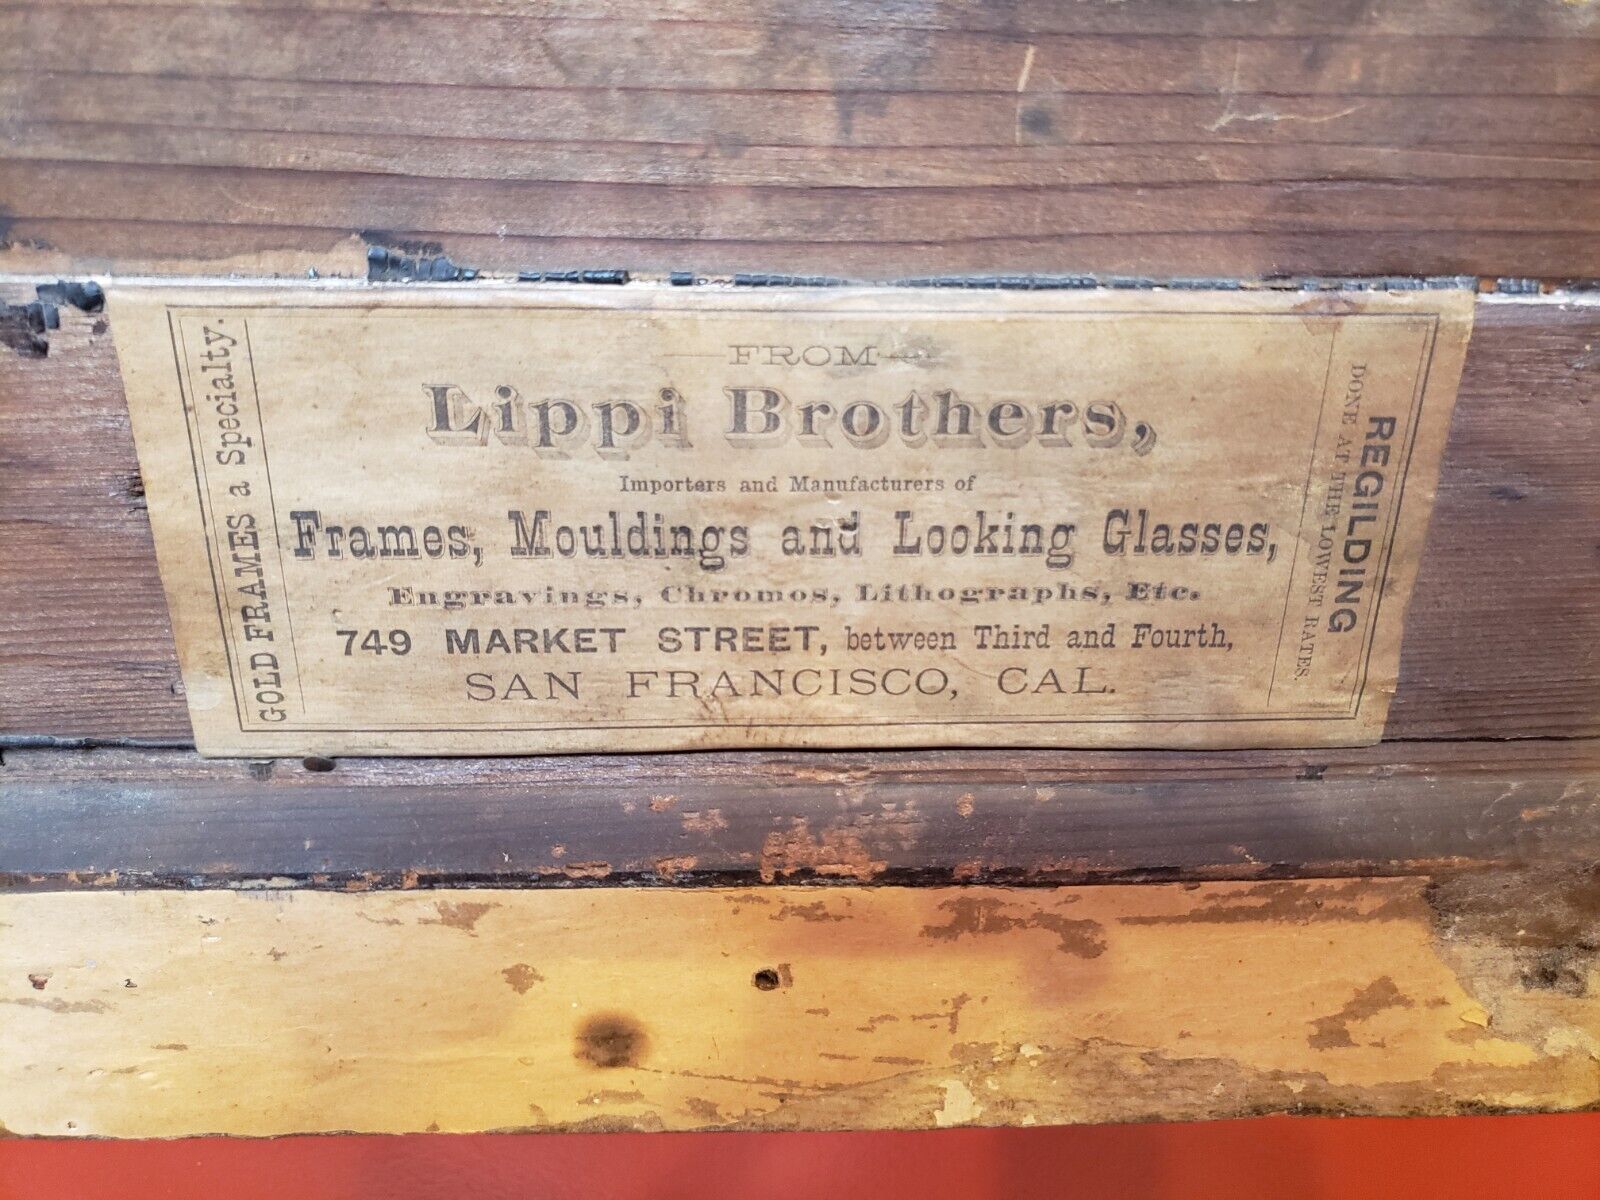 GOLD FRAMES a Specialty.
FROM
Lippi Brothers,
Importers and Manufacturers of
Frames, Mouldings and Looking Glasses,
Engravings, Chromos, Lithographs, Etc.
749 MARKET STREET, between Third and Fourth,
SAN FRANCISCO, CAL.
REGILDING
DONE AT THE LOWEST RATES.